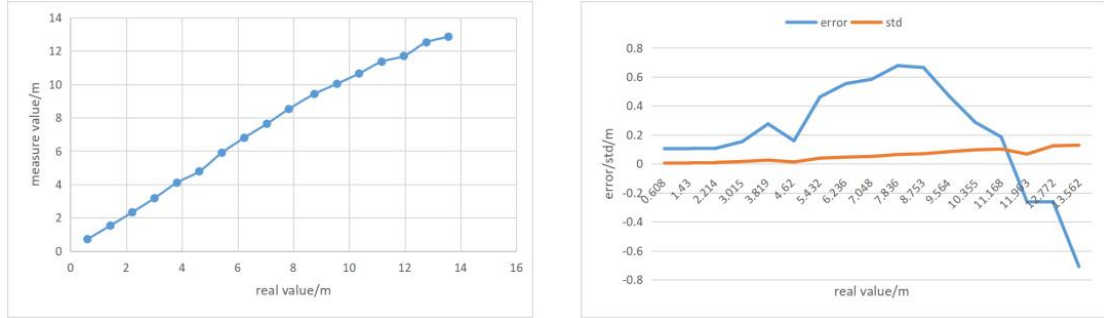 14
12
10
8
6
4
2
0
0 2 4 6 8 10 12 14 16
measure value/m
real value/m
error std
0.8
0.6
0.4
0.2
0
-0.2
-0.4
-0.6
-0.8
error/std/m
0.608 1.43 2.214 3.015 3.819 4.62 5.432 6.236 7.048 7.836 8.753 9.564 10.355 11.168 11.963 12.772 13.562
real value/m